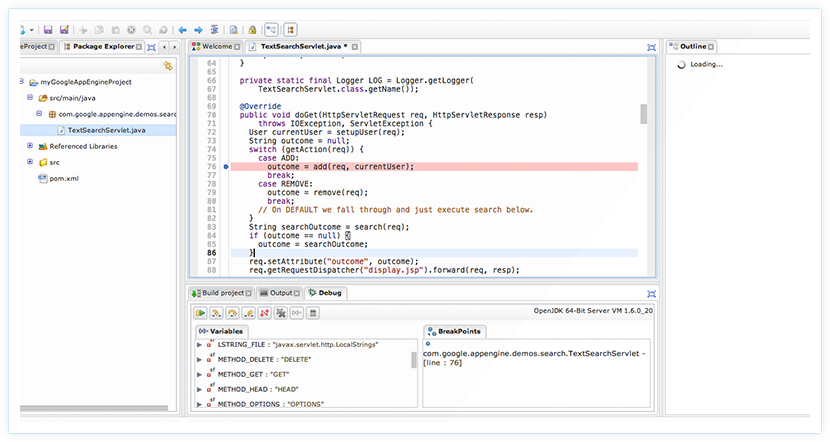 eProject
Package Explorer
myGoogleAppEngineProject
src/main/java
com.google.appengine.demos.sear
TextSearchServlet.java
Referenced Libraries
src
pom.xml
Welcome
TextSearchServlet.java *
64 }
65
66
67 private static final Logger LOG = Logger.getLogger(
68 TextSearchServlet.class.getName());
69 @Override
70 public void doGet(HttpServletRequest req, HttpServletResponse resp)
71 throws IOException, ServletException {
72 User currentUser = setupUser(req);
73 String outcome = null;
74 switch (getAction(req)) {
75 case ADD:
76 outcome = add(req, currentUser);
77 break;
78 case REMOVE:
79 outcome = remove(req);
80 break;
81 // On DEFAULT we fall through and just execute search below.
82 }
83 String searchOutcome = search(req);
84 if (outcome == null) {
85 outcome = searchOutcome;
86 }
87 req.setAttribute("outcome", outcome);
88 req.getRequestDispatcher("display.jsp").forward(req, resp);
Outline
Loading...
Build project
Output
Debug
OpenJDK 64-Bit Server VM 1.6.0_20
Variables
LSTRING_FILE : "javax.servlet.http.LocalStrings"
METHOD_DELETE : "DELETE"
METHOD_GET : "GET"
METHOD_HEAD : "HEAD"
METHOD_OPTIONS : "OPTIONS"
BreakPoints
com.google.appengine.demos.search.TextSearchServlet -
[line : 76]